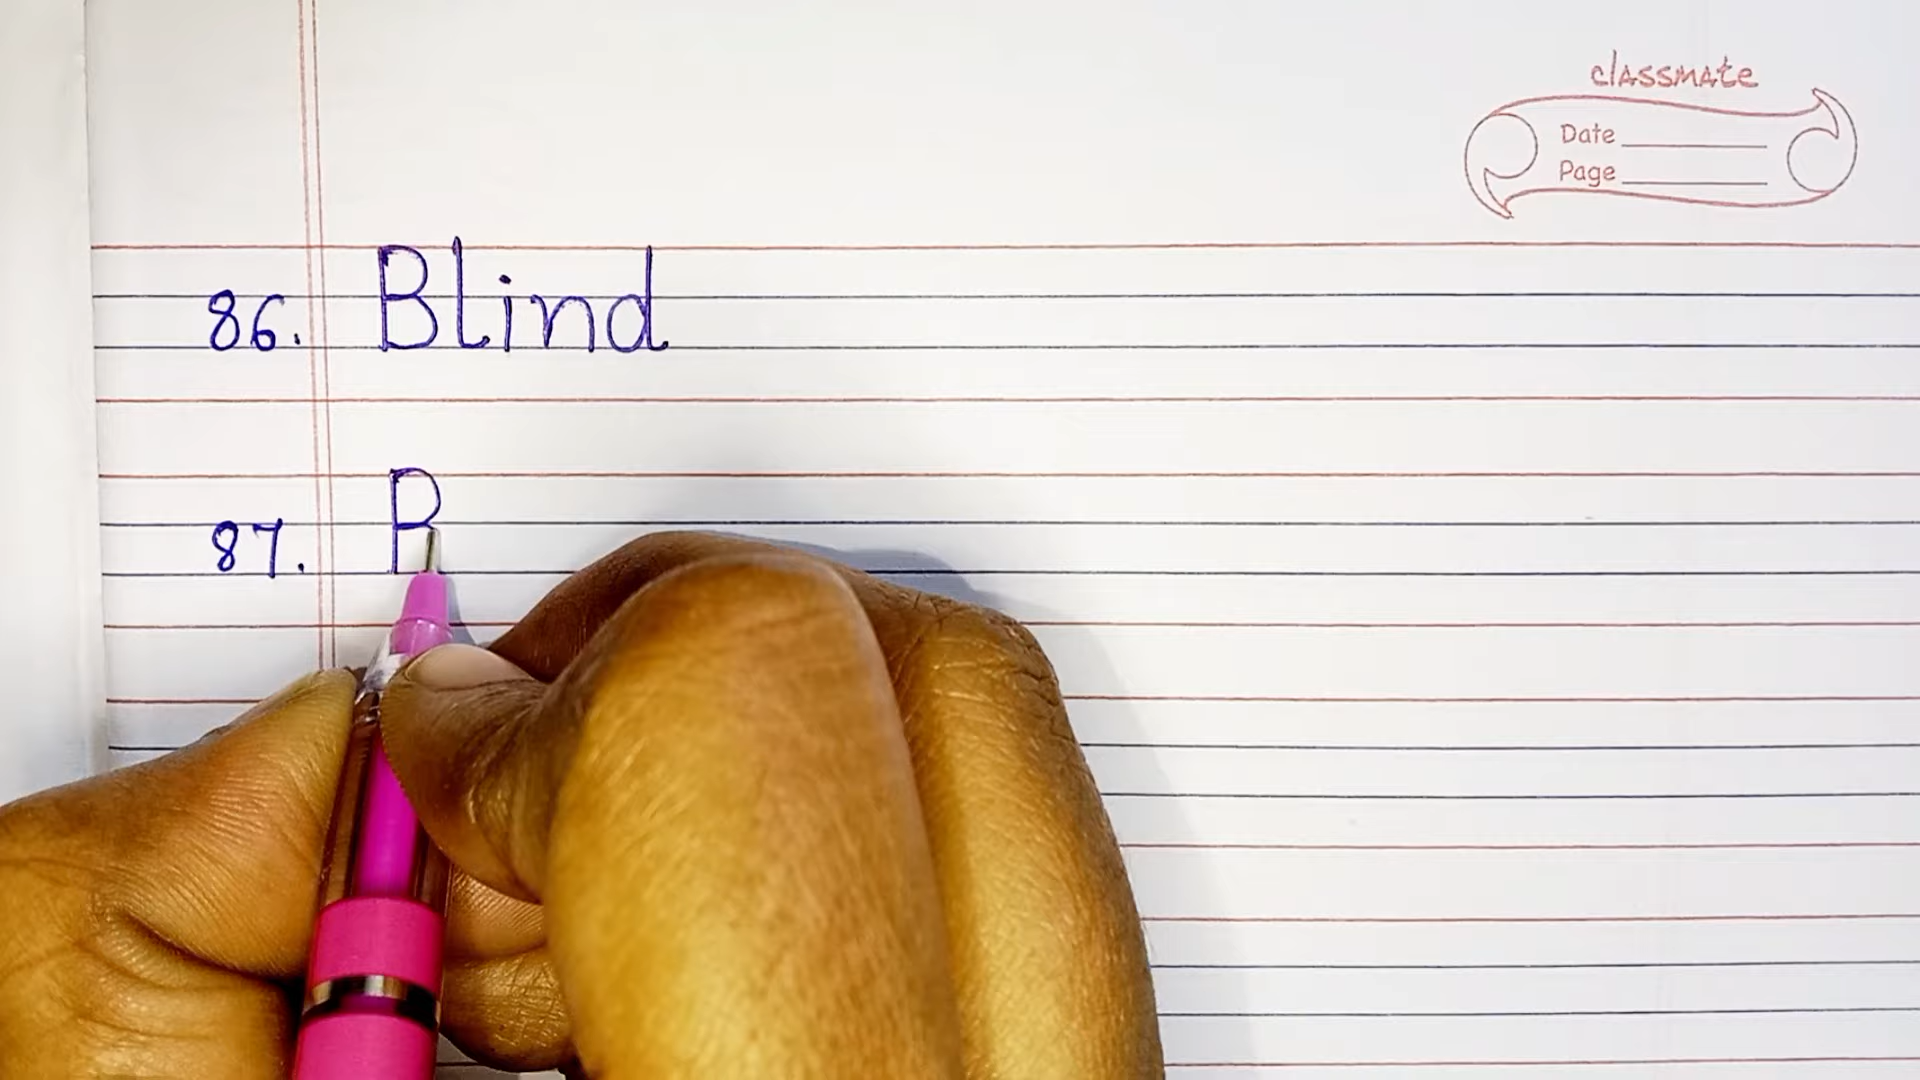 classmate
Date
Page
86. Blind
87. B